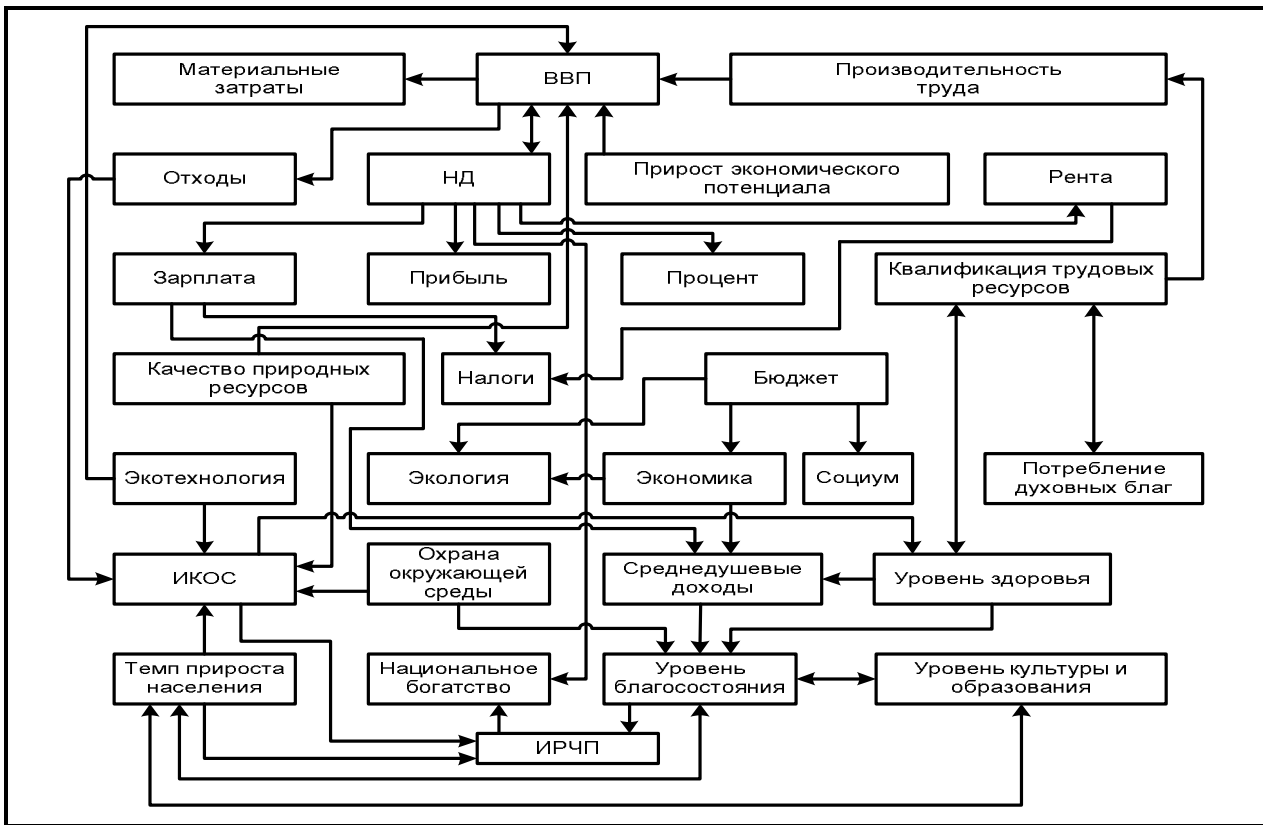 Материальные
затраты
ВВП
Производительность
труда
Отходы
НД
Прирост экономического
потенциала
Рента
Зарплата
Прибыль
Процент
Квалификация трудовых
ресурсов
Качество природных
ресурсов
Налоги
Бюджет
Экотехнология
Экология
Экономика
Социум
Потребление
духовных благ
ИКОС
Охрана
окружающей
среды
Среднедушевые
доходы
Уровень здоровья
Темп прироста
населения
Национальное
богатство
Уровень
благосостояния
Уровень культуры и
образования
ИРЧП